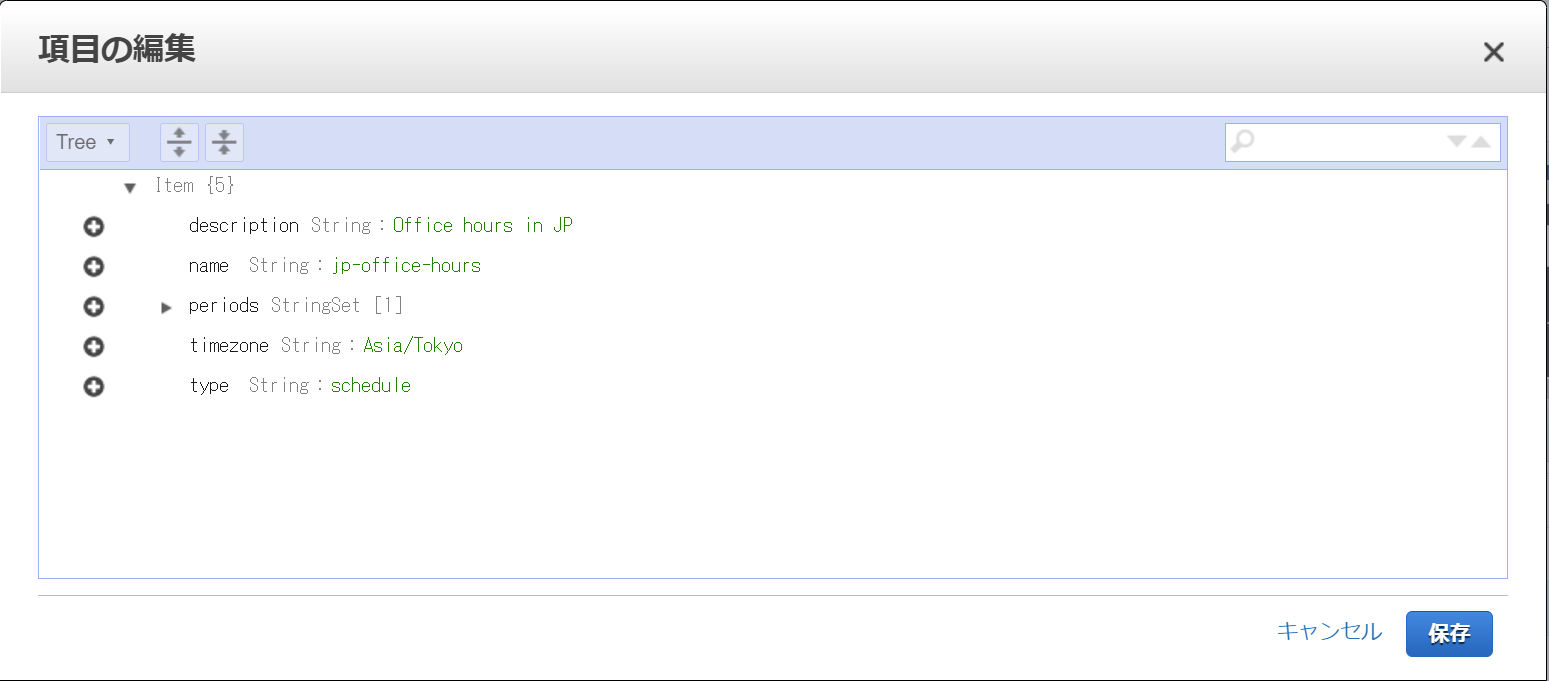 項目の編集
Tree
Item {5}
description String : Office hours in JP
name String : jp-office-hours
periods StringSet [1]
timezone String : Asia/Tokyo
type String : schedule
キャンセル 保存